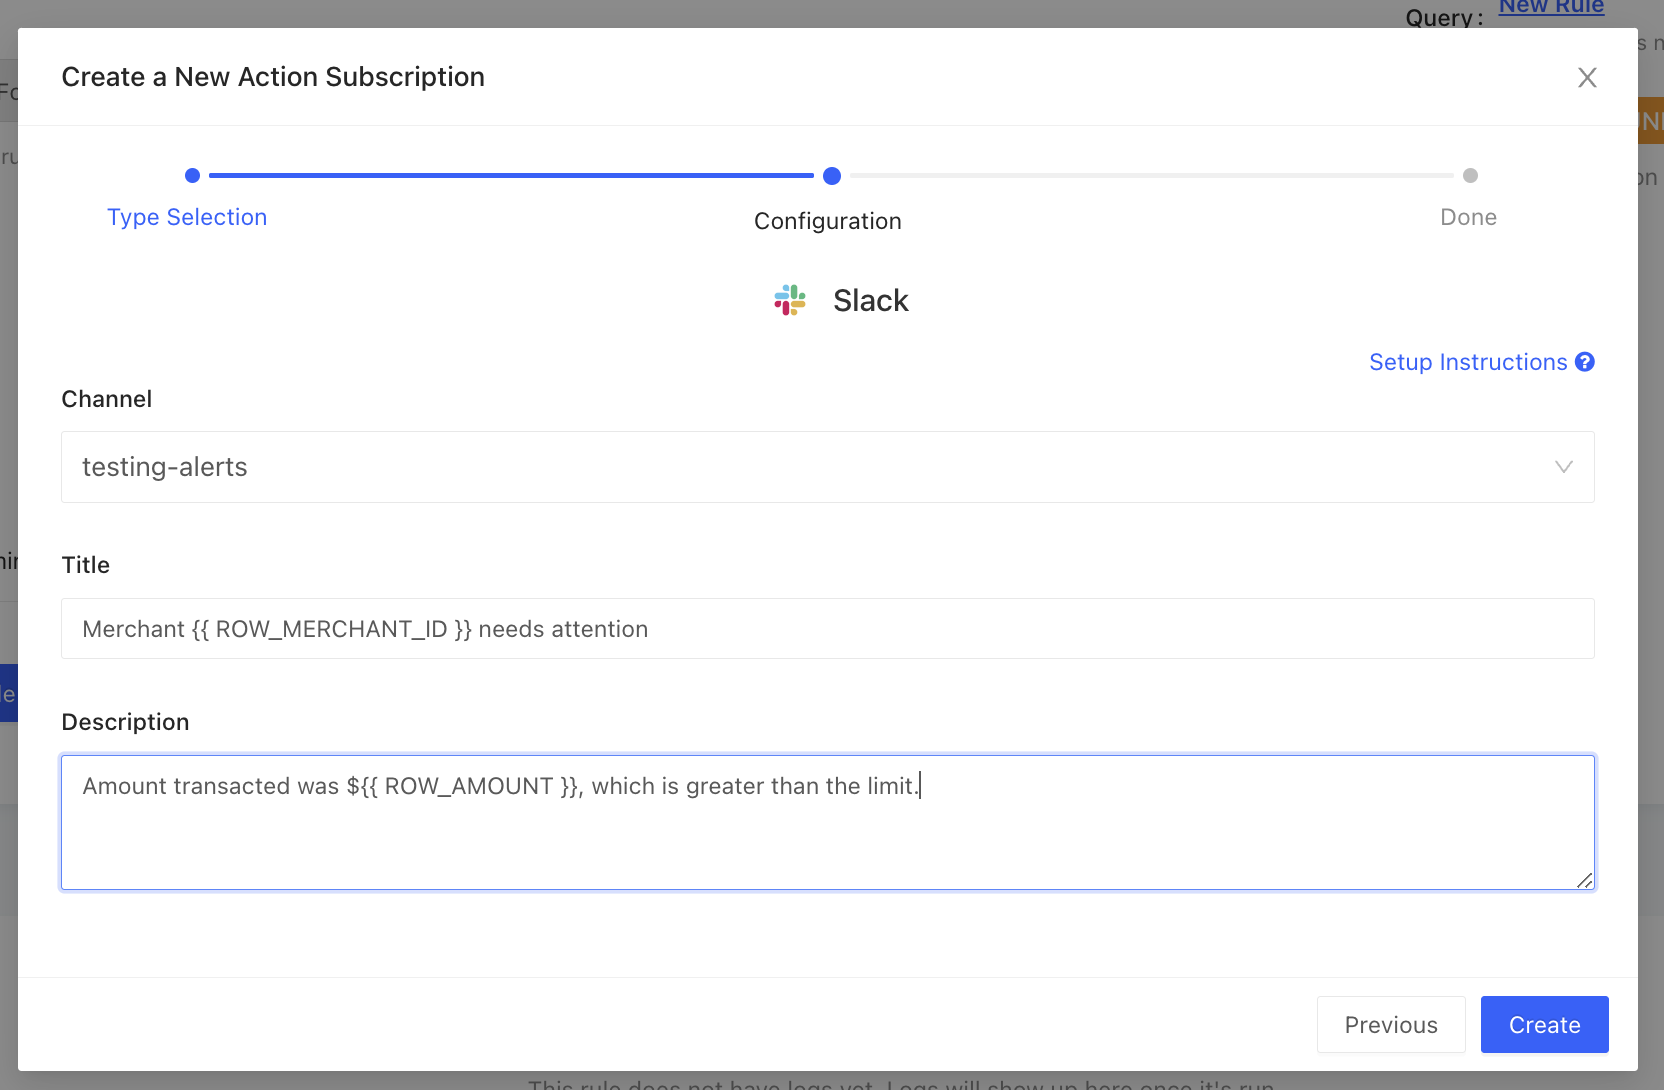 Query :
New Rule
Create a New Action Subscription
Type Selection
Configuration
Done
Slack
Setup Instructions
Channel
testing-alerts
Title
Merchant {{ ROW_MERCHANT_ID }} needs attention
Description
Amount transacted was ${{ ROW_AMOUNT }}, which is greater than the limit.
Previous
Create
This rule does not have logs yet. Logs will show up here once it's run